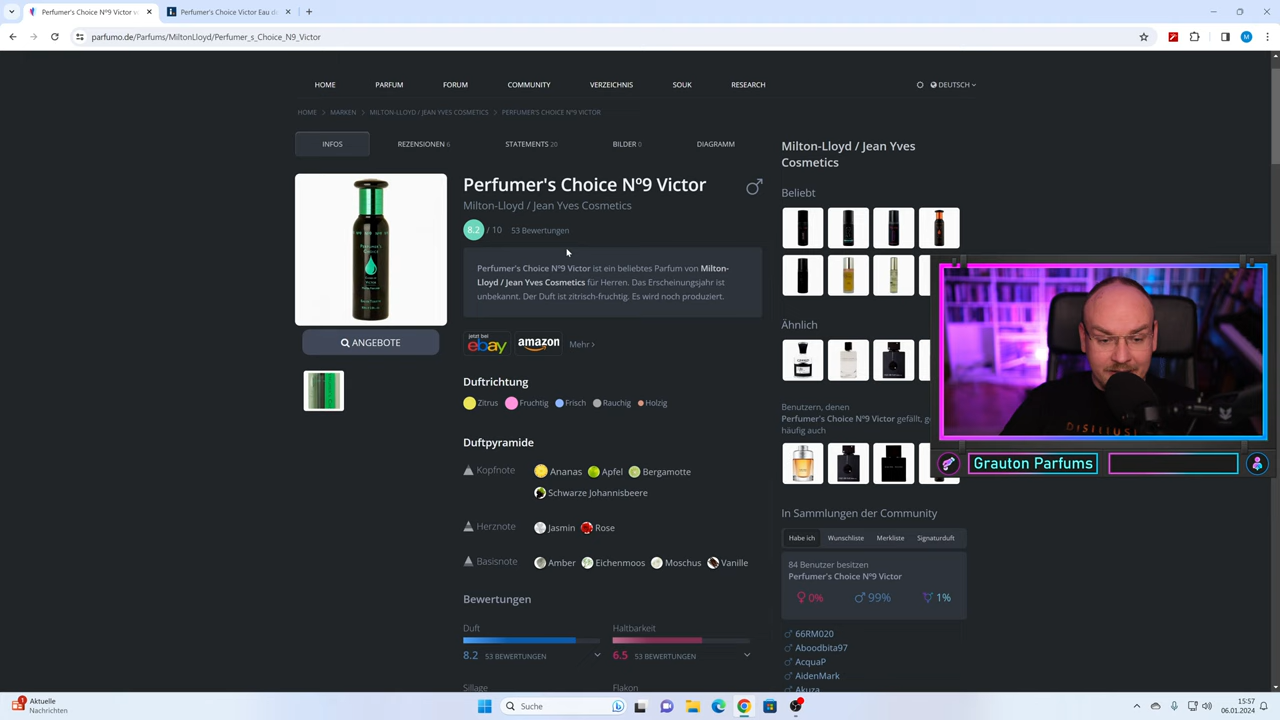 Perfumer's Choice Nº9 Victor v
Perfumer's Choice Victor Eau de
parfumo.de/Parfums/MiltonLloyd/Perfumer_s_Choice_N9_Victor
HOME
PARFUM
FORUM
COMMUNITY
VERZEICHNIS
SOUK
RESEARCH
DEUTSCH
HOME > MARKEN > MILTON-LLOYD / JEAN YVES COSMETICS > PERFUMER'S CHOICE Nº9 VICTOR
INFOS
REZENSIONEN 6
STATEMENTS 20
BILDER 0
DIAGRAMM
Perfumer's Choice Nº9 Victor
Milton-Lloyd / Jean Yves Cosmetics
8.2 / 10 53 Bewertungen
Perfumer's Choice Nº9 Victor ist ein beliebtes Parfum von Milton-
Lloyd / Jean Yves Cosmetics für Herren. Das Erscheinungsjahr ist
unbekannt. Der Duft ist zitrisch-fruchtig. Es wird noch produziert.
PERFUMER'S
CHOICE
ANGEBOTE
jetzt bei
ebay
amazon
Mehr >
Duftrichtung
Zitrus Fruchtig Frisch Rauchig Holzig
Duftpyramide
Kopfnote
Ananas Apfel Bergamotte
Schwarze Johannisbeere
Herznote
Jasmin Rose
Basisnote
Amber Eichenmoos Moschus Vanille
Bewertungen
Duft
8.2 53 BEWERTUNGEN
Haltbarkeit
6.5 53 BEWERTUNGEN
Sillage
Flakon
Milton-Lloyd / Jean Yves
Cosmetics
Beliebt
Ähnlich
Benutzern, denen
Perfumer's Choice Nº9 Victor gefällt, g
häufig auch
Grauton Parfums
In Sammlungen der Community
Habe ich
Wunschliste
Merkliste
Signaturduft
84 Benutzer besitzen
Perfumer's Choice Nº9 Victor
0% 99% 1%
66RM020
Aboodbita97
AcquaP
AidenMark
Akuza
1
Aktuelle
Nachrichten
Suche
M
15:57
06.01.2024